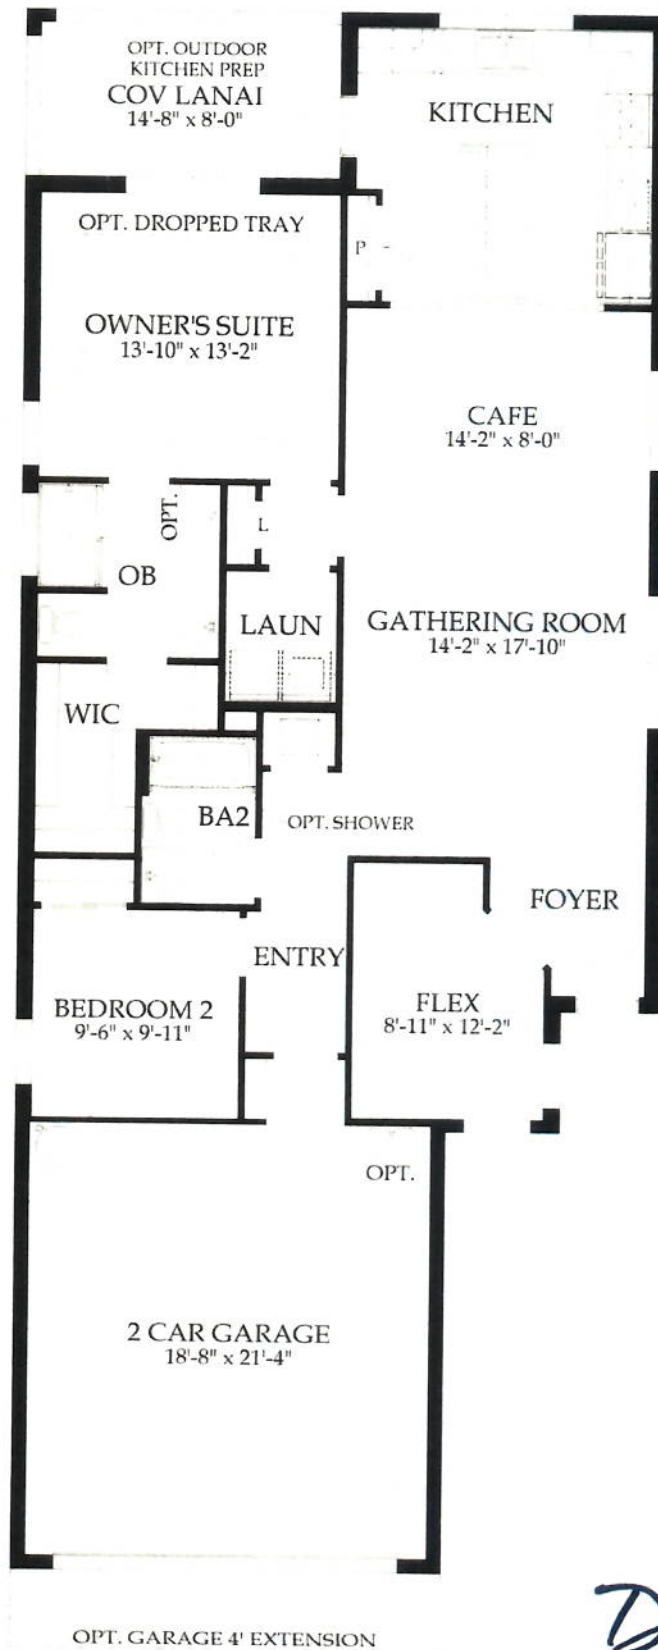 OPT. OUTDOOR
KITCHEN PREP
COV LANAI
14'-8" x 8'-0"
KITCHEN
OPT. DROPPED TRAY
P
OWNER'S SUITE
13'-10" x 13'-2"
CAFE
14'-2" x 8'-0"
OPT.
L
OB
LAUN
GATHERING ROOM
14'-2" x 17'-10"
WIC
BA2
OPT. SHOWER
FOYER
ENTRY
BEDROOM 2
9'-6" x 9'-11"
FLEX
8'-11" x 12'-2"
OPT.
2 CAR GARAGE
18'-8" x 21'-4"
OPT. GARAGE 4' EXTENSION